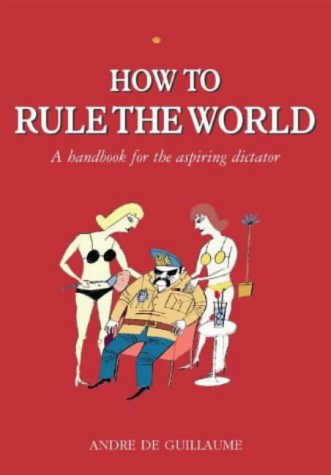 HOW TO
RULE THE WORLD
A handbook for the aspiring dictator
ANDRE DE GUILLAUME